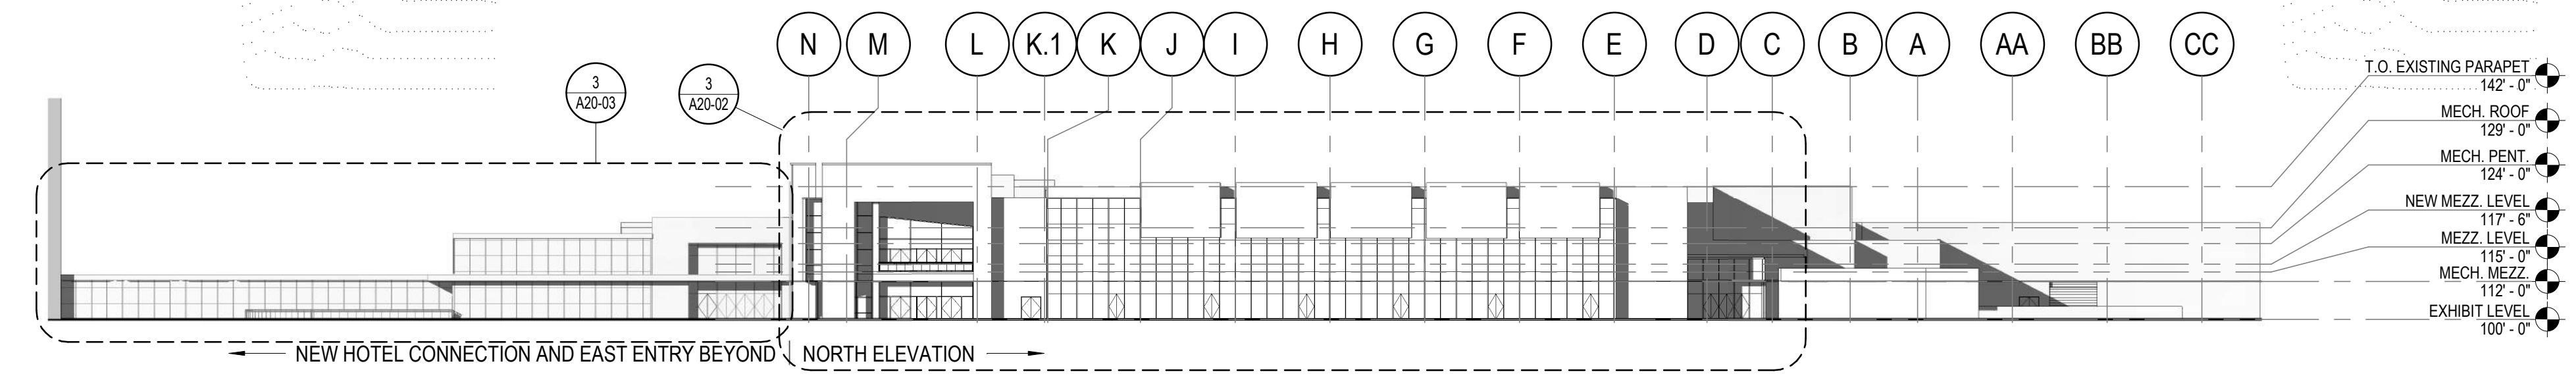 N M L K.1 K J I H G F E D C B A AA BB CC
3
A20-03
3
A20-02
T.O. EXISTING PARAPET
142' - 0"
MECH. ROOF
129' - 0"
MECH. PENT.
124' - 0"
NEW MEZZ. LEVEL
117' - 6"
MEZZ. LEVEL
115' - 0"
MECH. MEZZ.
112' - 0"
EXHIBIT LEVEL
100' - 0"
NEW HOTEL CONNECTION AND EAST ENTRY BEYOND
NORTH ELEVATION